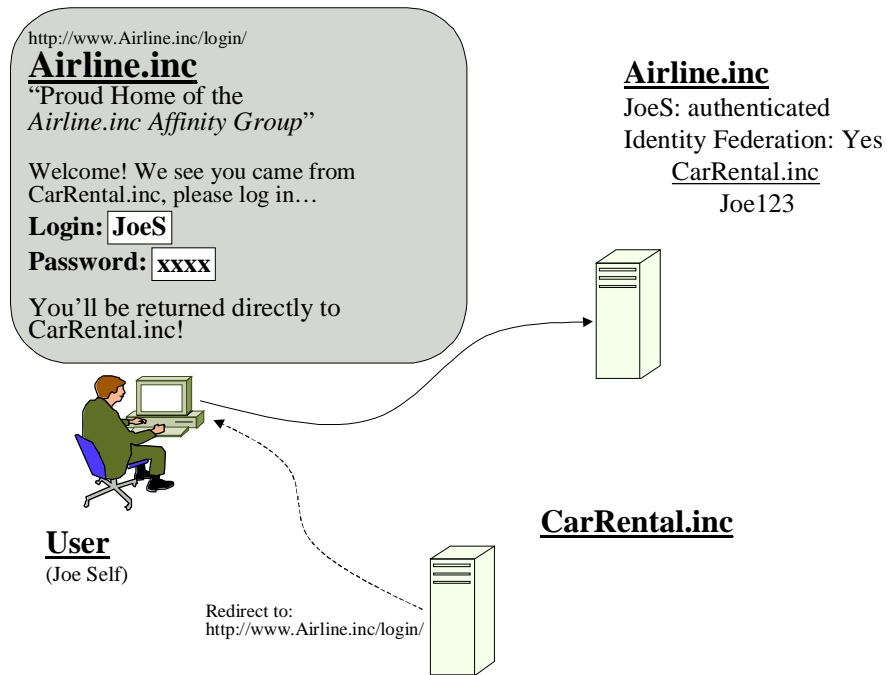 http://www.Airline.inc/login/
Airline.inc
“Proud Home of the
Airline.inc Affinity Group”
Welcome! We see you came from
CarRental.inc, please log in…
Login: JoeS
Password: xxxx
You’ll be returned directly to
CarRental.inc!
Airline.inc
JoeS: authenticated
Identity Federation: Yes
CarRental.inc
Joe123
User
(Joe Self)
CarRental.inc
Redirect to:
http://www.Airline.inc/login/